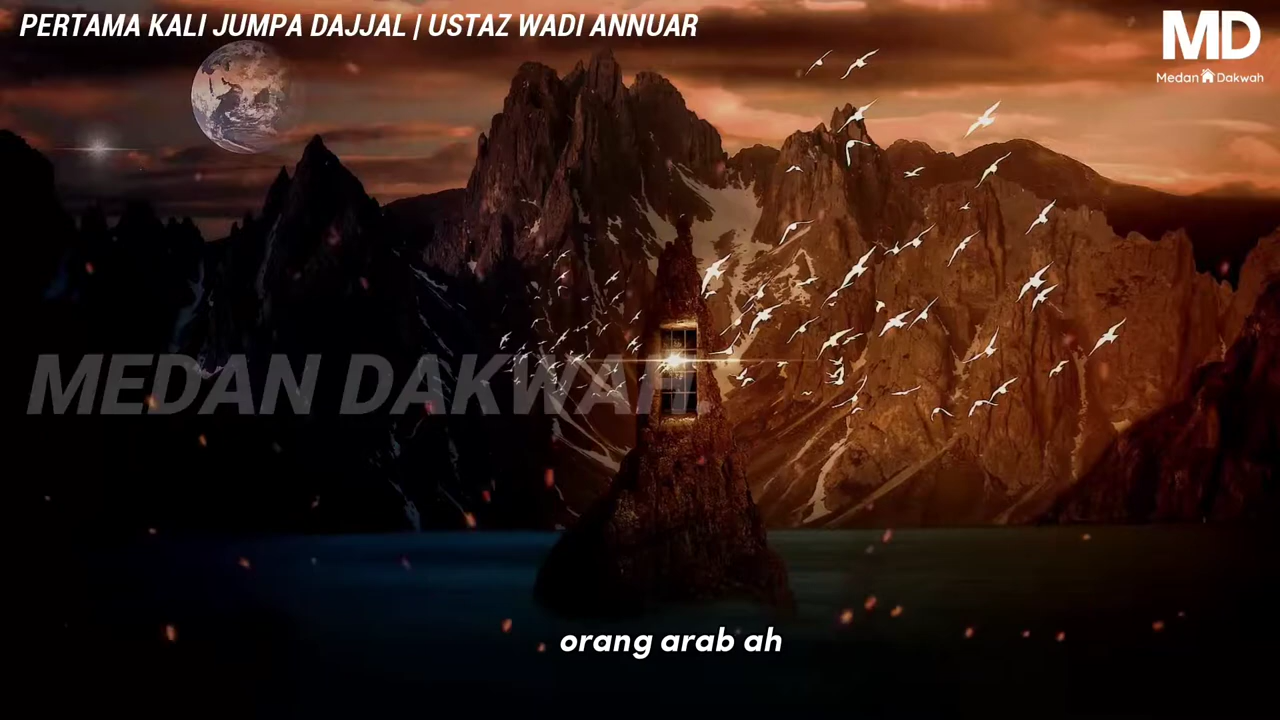 PERTAMA KALI JUMPA DAJJAL | USTAZ WADI ANNUAR
MD
Medan Dakwah
MEDAN DAKWAH.
orang arab ah